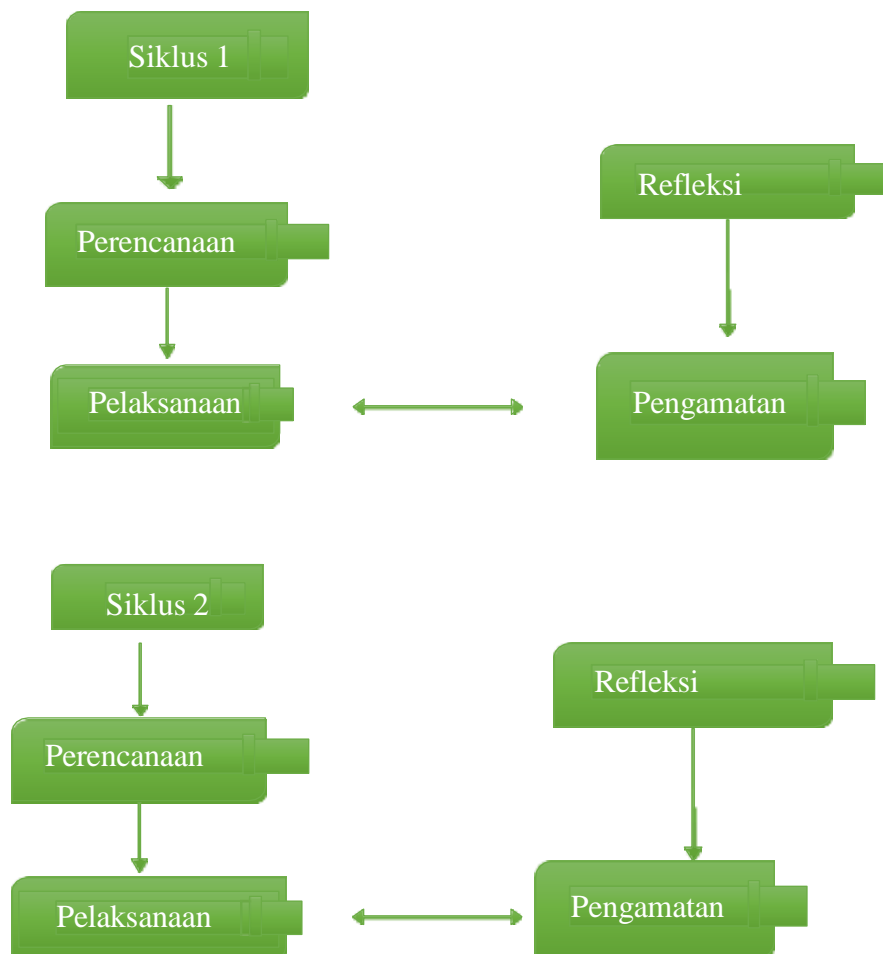 Siklus 1
Refleksi
Perencanaan
Pelaksanaan
Pengamatan
Siklus 2
Refleksi
Perencanaan
Pelaksanaan
Pengamatan